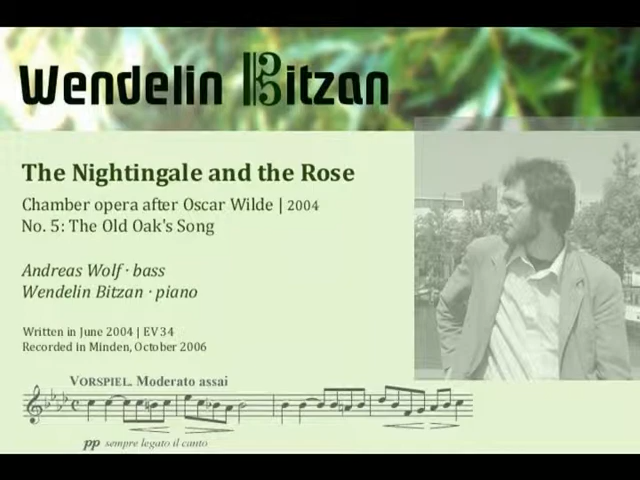 Wendelin Bitzan
The Nightingale and the Rose
Chamber opera after Oscar Wilde | 2004
No. 5: The Old Oak's Song
Andreas Wolf · bass
Wendelin Bitzan · piano
Written in June 2004 | EV 34
Recorded in Minden, October 2006
VORSPIEL. Moderato assai
pp sempre legato il canto